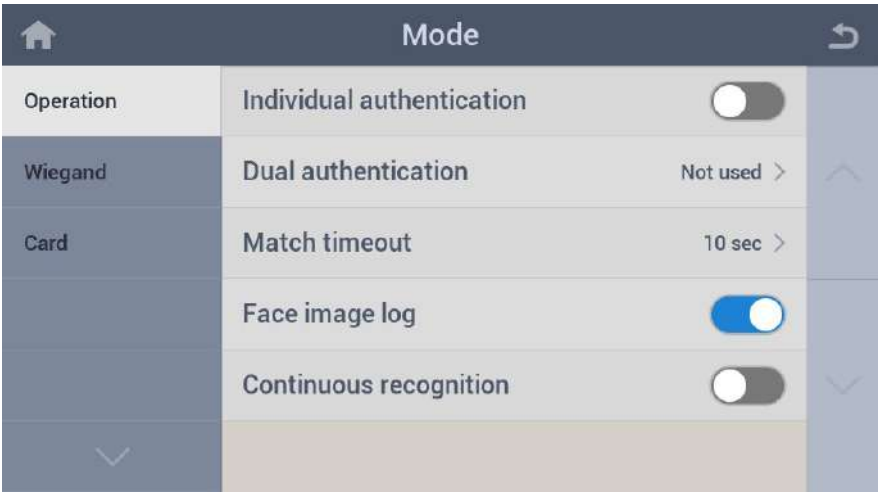 Mode
Operation
Individual authentication
Wiegand
Dual authentication Not used >
Card
Match timeout 10 sec >
Face image log
Continuous recognition